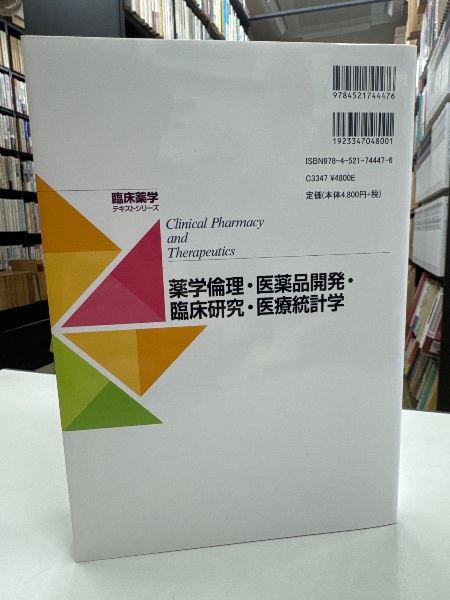 9784521744476
1923347048001
ISBN978-4-521-74447-6
C3347 ¥4800E
定価(本体4,800円+税)
臨床薬学
テキストシリーズ
Clinical Pharmacy
and
Therapeutics
薬学倫理・医薬品開発・
臨床研究・医療統計学